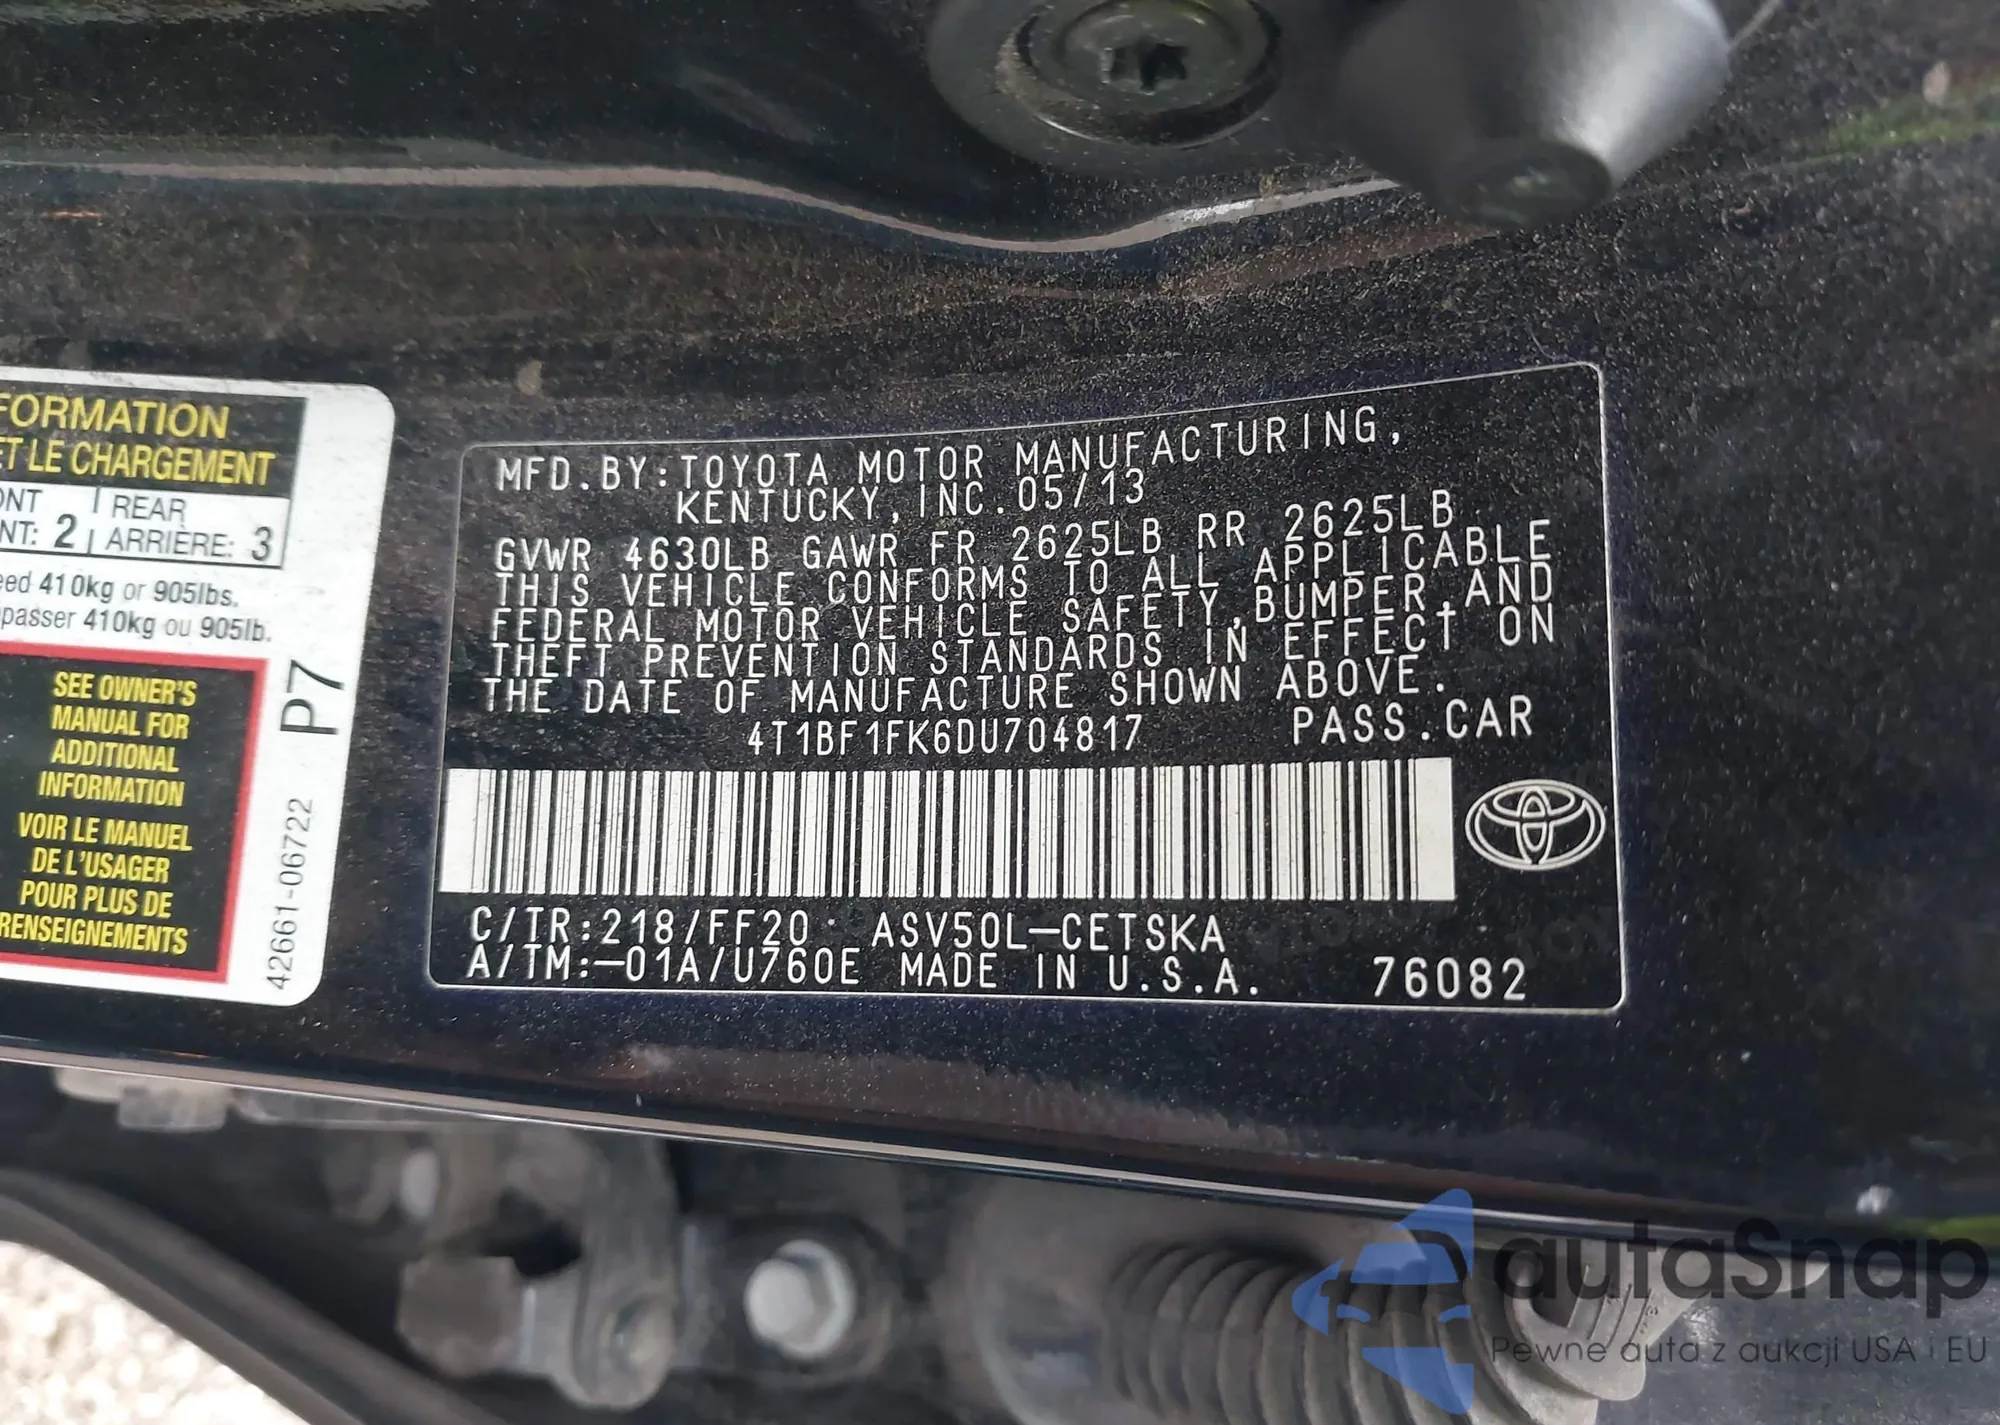 FORMATION
ET LE CHARGEMENT
REAR
NT: 2 ARRIÈRE: 3
410kg or 905lbs.
passer 410kg ou 905lb.
SEE OWNER'S
MANUAL FOR
ADDITIONAL
INFORMATION
VOIR LE MANUEL
DE L'USAGER
POUR PLUS DE
RENSEIGNEMENTS
P7
42661-06722
MFD.BY:TOYOTA MOTOR MANUFACTURING,
KENTUCKY,INC.05/13
GVWR 4630LB GAWR FR 2625LB RR 2625LB
THIS VEHICLE CONFORMS TO ALL APPLICABLE
FEDERAL MOTOR VEHICLE SAFETY,BUMPER,AND
THEFT PREVENTION STANDARDS IN EFFECT ON
THE DATE OF MANUFACTURE SHOWN ABOVE.
4T1BF1FK6DU704817 PASS.CAR
C/TR:218/FF20 ASV50L-CETSKA
A/TM:-01A/U760E MADE IN U.S.A. 76082
autaSnap
Pewne auta z aukcji USA i EU